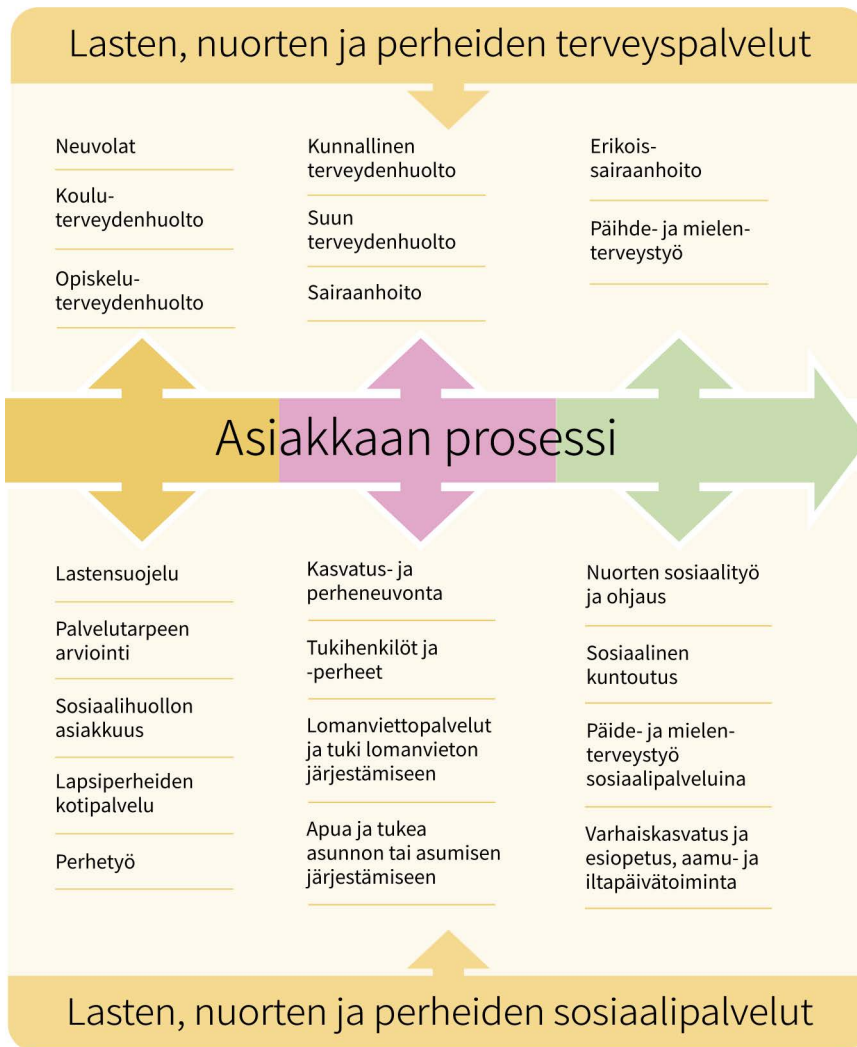 Lasten, nuorten ja perheiden terveyspalvelut
Neuvolat
Koulu-
terveydenhuolto
Opiskelu-
terveydenhuolto
Kunnallinen
terveydenhuolto
Suun
terveydenhuolto
Sairaanhoito
Erikois-
sairaanhoito
Päihde- ja mielen-
terveystyö
Asiakkaan prosessi
Lastensuojelu
Palvelutarpeen
arviointi
Sosiaalihuollon
asiakkuus
Lapsiperheiden
kotipalvelu
Perhetyö
Kasvatus- ja
perheneuvonta
Tukihenkilöt ja
-perheet
Lomanviettopalvelut
ja tuki lomanvieton
järjestämiseen
Apua ja tukea
asunnon tai asumisen
järjestämiseen
Nuorten sosiaalityö
ja ohjaus
Sosiaalinen
kuntoutus
Päide- ja mielen-
terveystyö
sosiaalipalveluina
Varhaiskasvatus ja
esiopetus, aamu- ja
iltapäivätoiminta
Lasten, nuorten ja perheiden sosiaalipalvelut